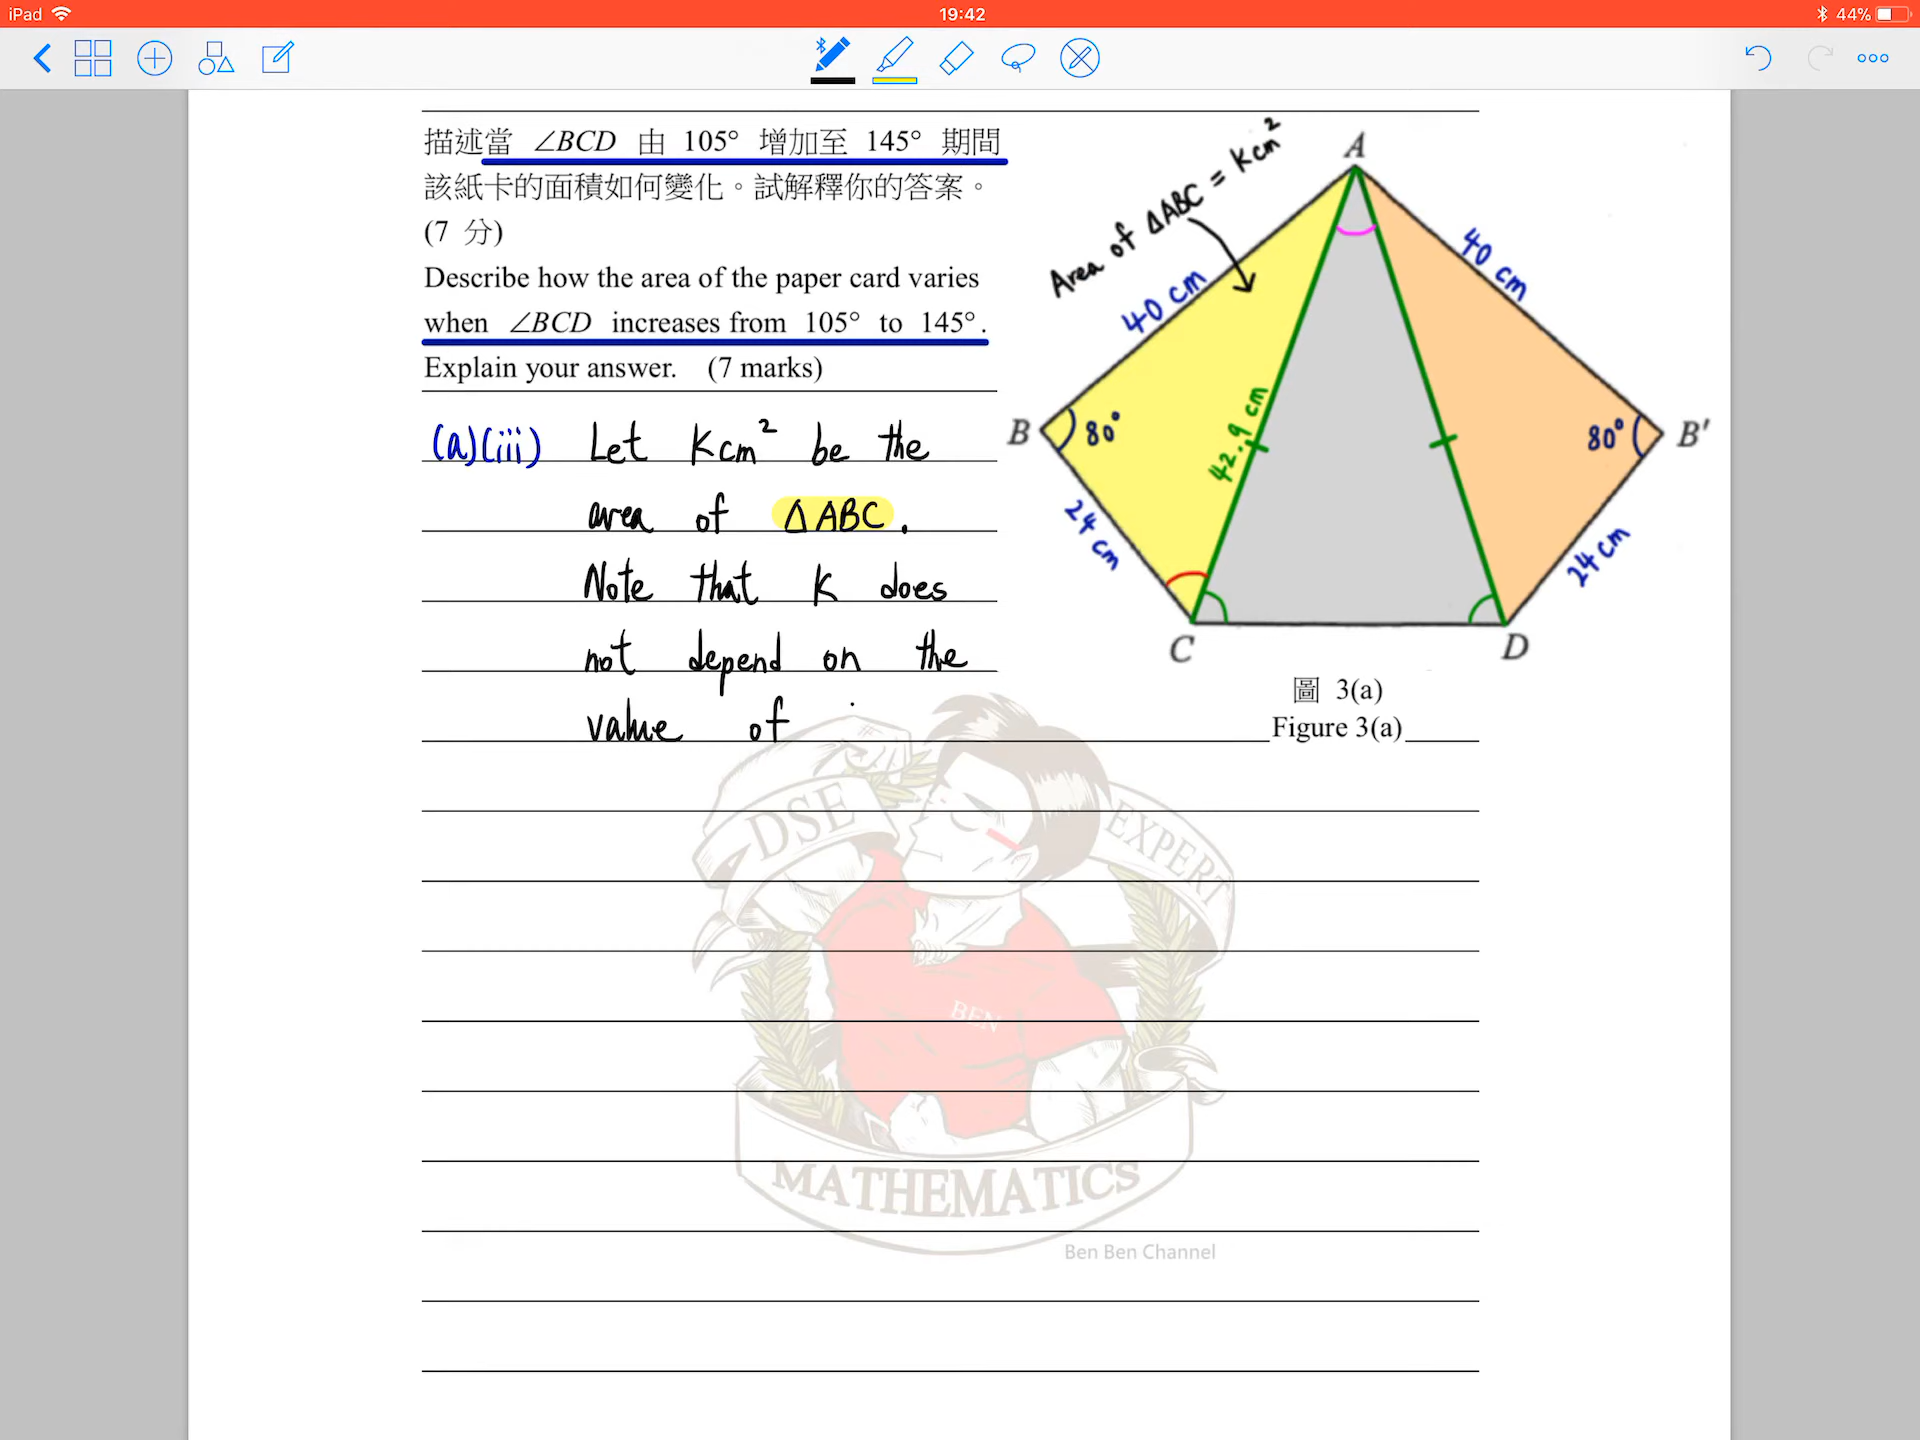 iPad 19:42 44%
描述當 ∠BCD 由 105° 增加至 145° 期間
該紙卡的面積如何變化。試解釋你的答案。
(7 分)
Describe how the area of the paper card varies
when ∠BCD increases from 105° to 145°.
Explain your answer. (7 marks)
(a)(iii) Let K cm² be the
area of ΔABC.
Note that K does
not depend on the
value of
Area of ΔABC = K cm²
A
40 cm
40 cm
42.9 cm
B
80°
80°
B'
24 cm
24 cm
C
D
圖 3(a)
Figure 3(a)
DSE
EXPERT
BEN
MATHEMATICS
Ben Ben Channel